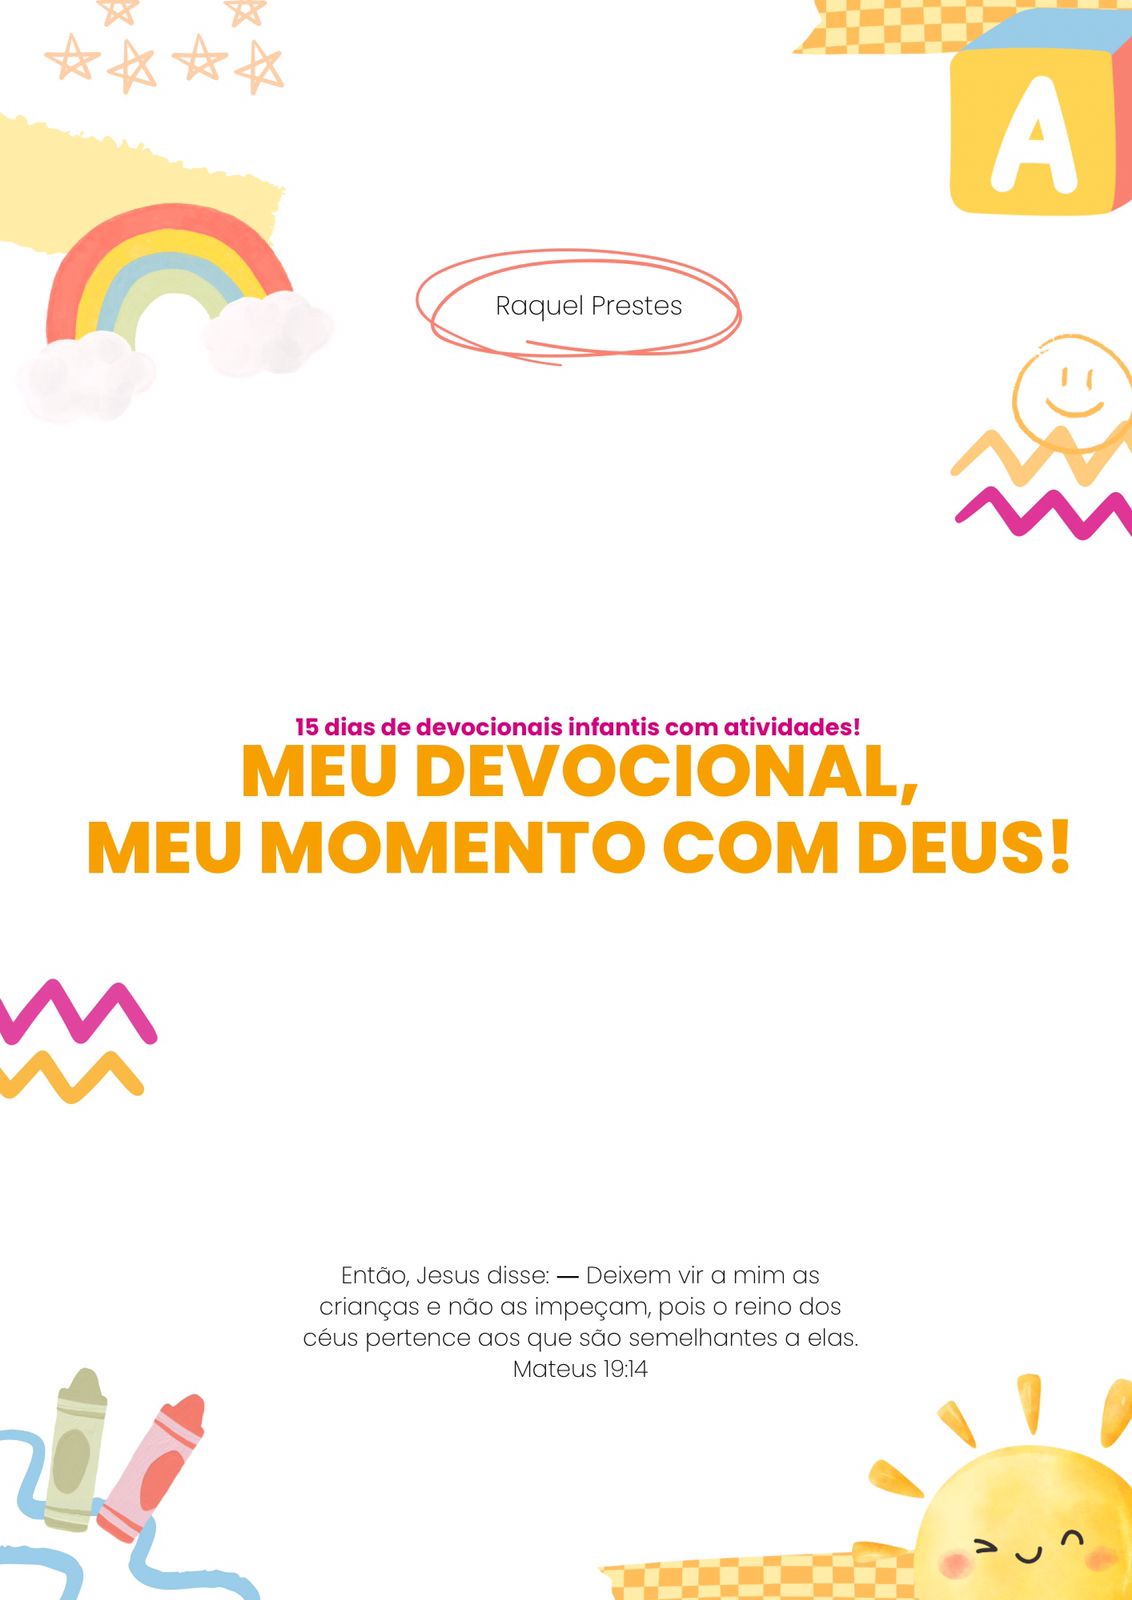 A
Raquel Prestes
15 dias de devocionais infantis com atividades!
MEU DEVOCIONAL,
MEU MOMENTO COM DEUS!
Então, Jesus disse: — Deixem vir a mim as
crianças e não as impeçam, pois o reino dos
céus pertence aos que são semelhantes a elas.
Mateus 19:14